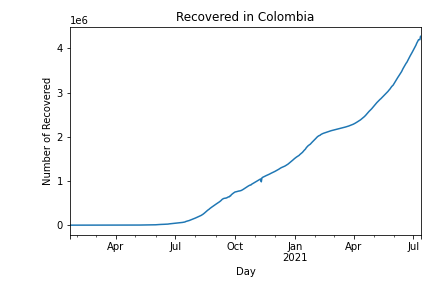 Recovered in Colombia
1e6
Number of Recovered
4
3
2
1
0
Apr Jul Oct Jan Apr Jul
2021
Day